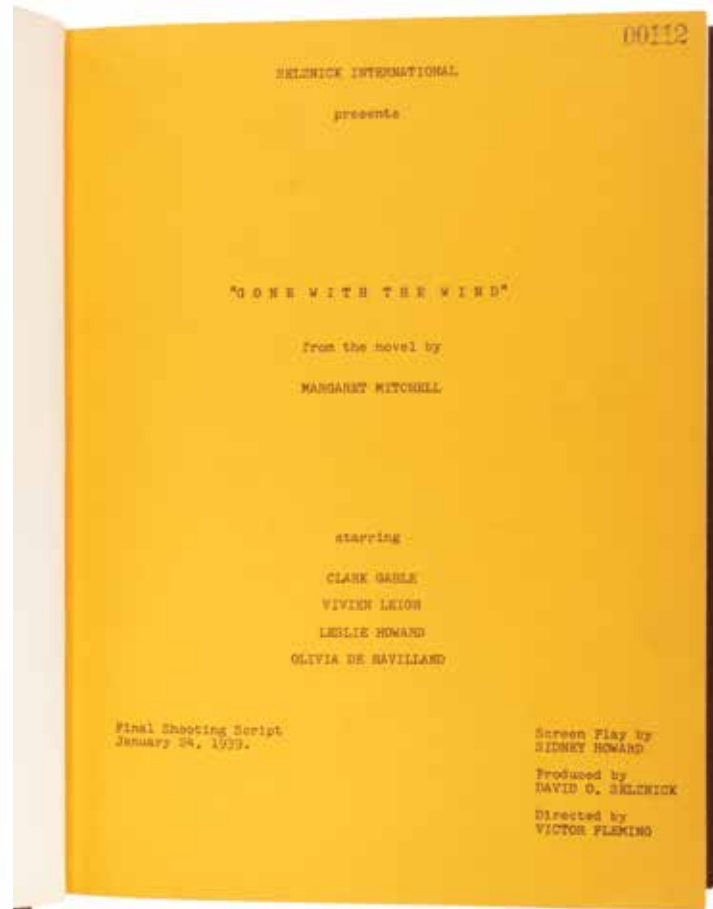 00112
SELZNICK INTERNATIONAL
presents
"G O N E  W I T H  T H E  W I N D"
from the novel by
MARGARET MITCHELL
starring
CLARK GABLE
VIVIEN LEIGH
LESLIE HOWARD
OLIVIA DE HAVILLAND
Final Shooting Script
January 24, 1939.
Screen Play by
SIDNEY HOWARD
Produced by
DAVID O. SELZNICK
Directed by
VICTOR FLEMING